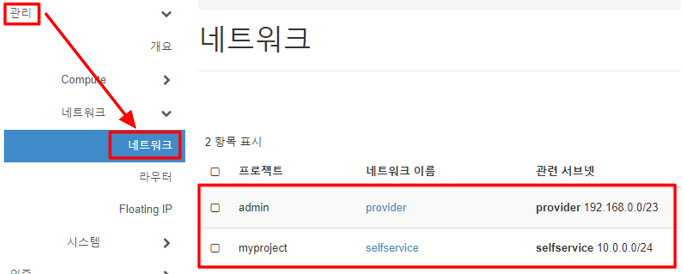 관리
개요
Compute
네트워크
네트워크
라우터
Floating IP
시스템
인증
네트워크
2 항목 표시
프로젝트 네트워크 이름 관련 서브넷
admin provider provider 192.168.0.0/23
myproject selfservice selfservice 10.0.0.0/24